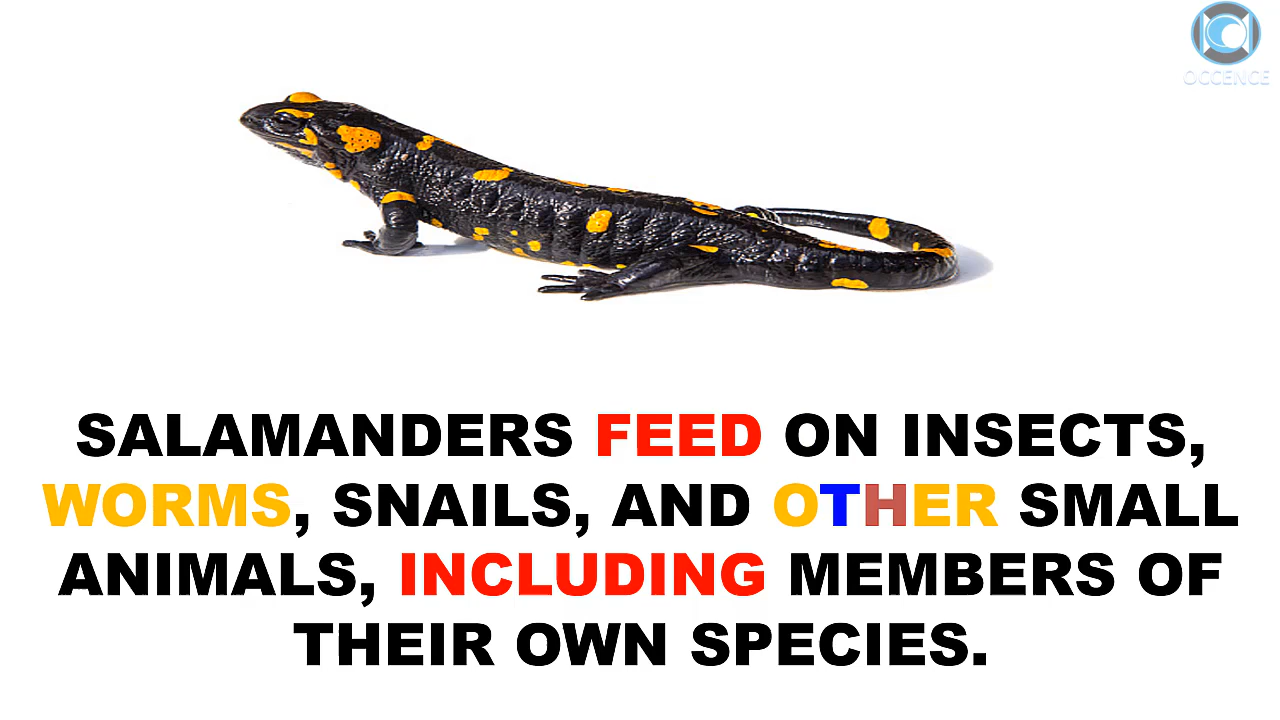 OCCENCE
SALAMANDERS FEED ON INSECTS,
WORMS, SNAILS, AND OTHER SMALL
ANIMALS, INCLUDING MEMBERS OF
THEIR OWN SPECIES.